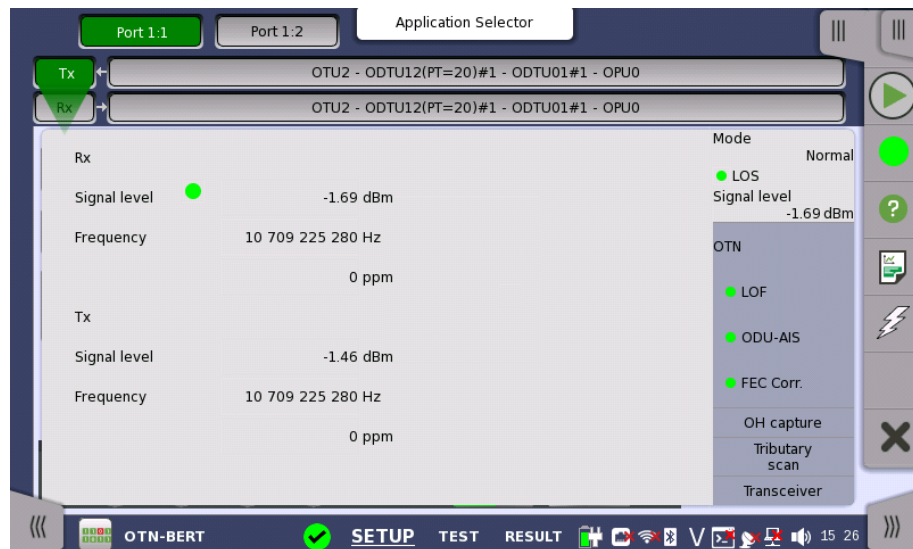 Application Selector
Port 1:1
Port 1:2
Tx
OTU2 - ODTU12(PT=20)#1 - ODTU01#1 - OPU0
Rx
OTU2 - ODTU12(PT=20)#1 - ODTU01#1 - OPU0
Rx
Signal level
-1.69 dBm
Frequency
10 709 225 280 Hz
0 ppm
Tx
Signal level
-1.46 dBm
Frequency
10 709 225 280 Hz
0 ppm
Mode
Normal
LOS
Signal level
-1.69 dBm
OTN
LOF
ODU-AIS
FEC Corr.
OH capture
Tributary
scan
Transceiver
?
OTN-BERT
SETUP
TEST
RESULT
V
15 26